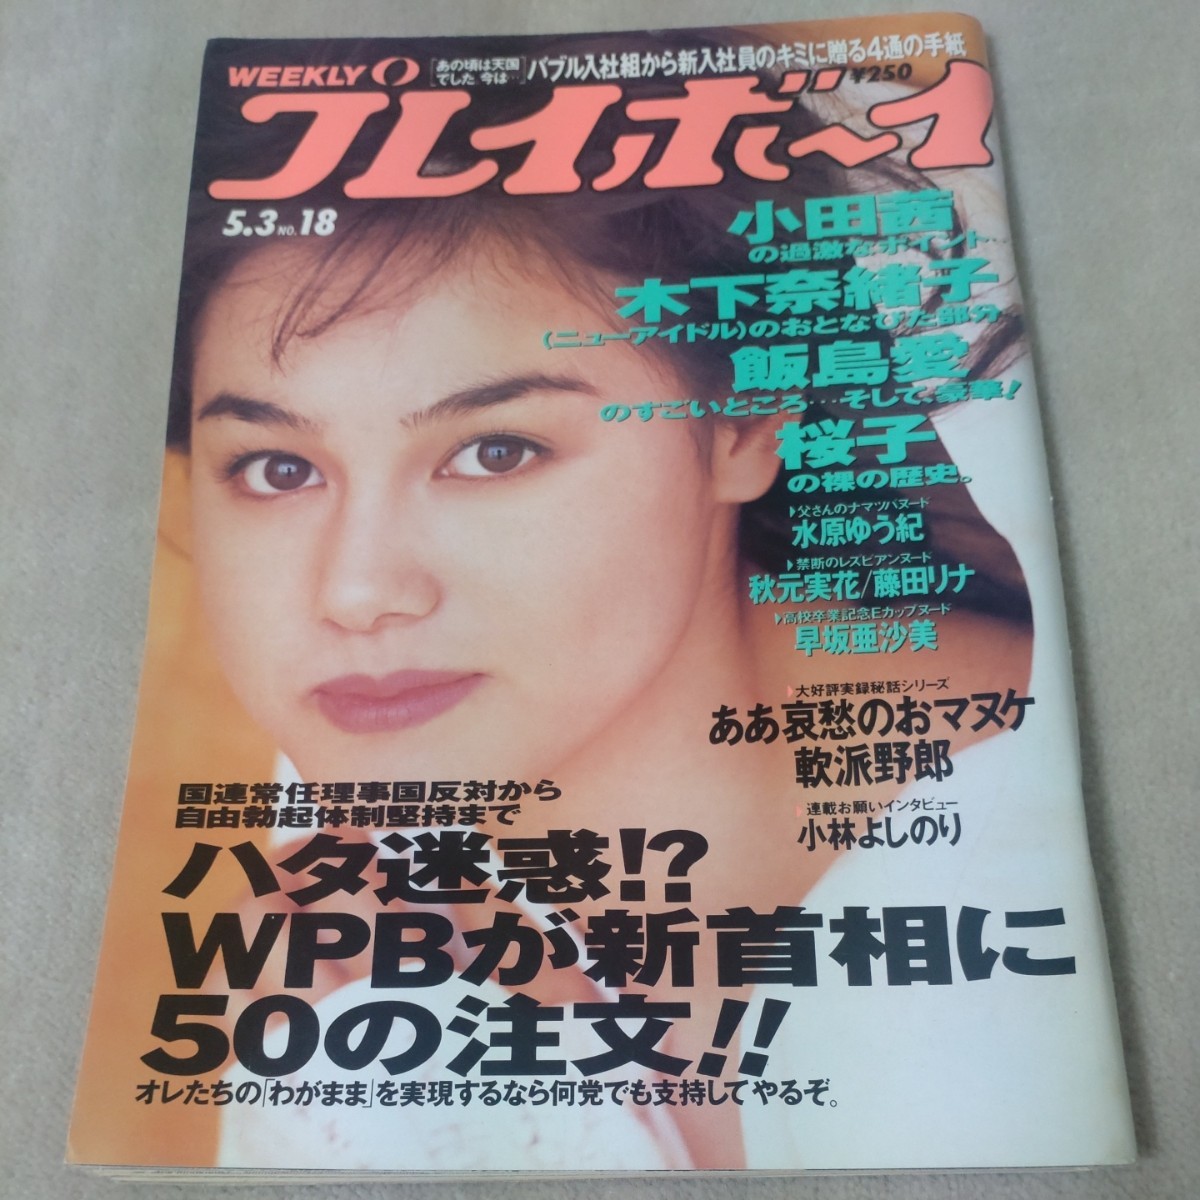 [あの頃は天国でした 今は…]バブル入社組から新入社員のキミに贈る4通の手紙
WEEKLY
プレイボーイ
¥250
5.3 NO.18
小田茜
の過激なポイント…
木下奈緒子
(ニューアイドル)のおとなびた部分
飯島愛
のすごいところ…そして、豪華!
桜子
の裸の歴史。
父さんのナマツバヌード
水原ゆう紀
禁断のレズビアンヌード
秋元実花/藤田リナ
高校卒業記念Eカップヌード
早坂亜沙美
大好評実録秘話シリーズ
ああ哀愁のおマヌケ
軟派野郎
連載お願いインタビュー
小林よしのり
国連常任理事国反対から
自由勃起体制堅持まで
ハタ迷惑!?
WPBが新首相に
50の注文!!
オレたちの「わがまま」を実現するなら何党でも支持してやるぞ。